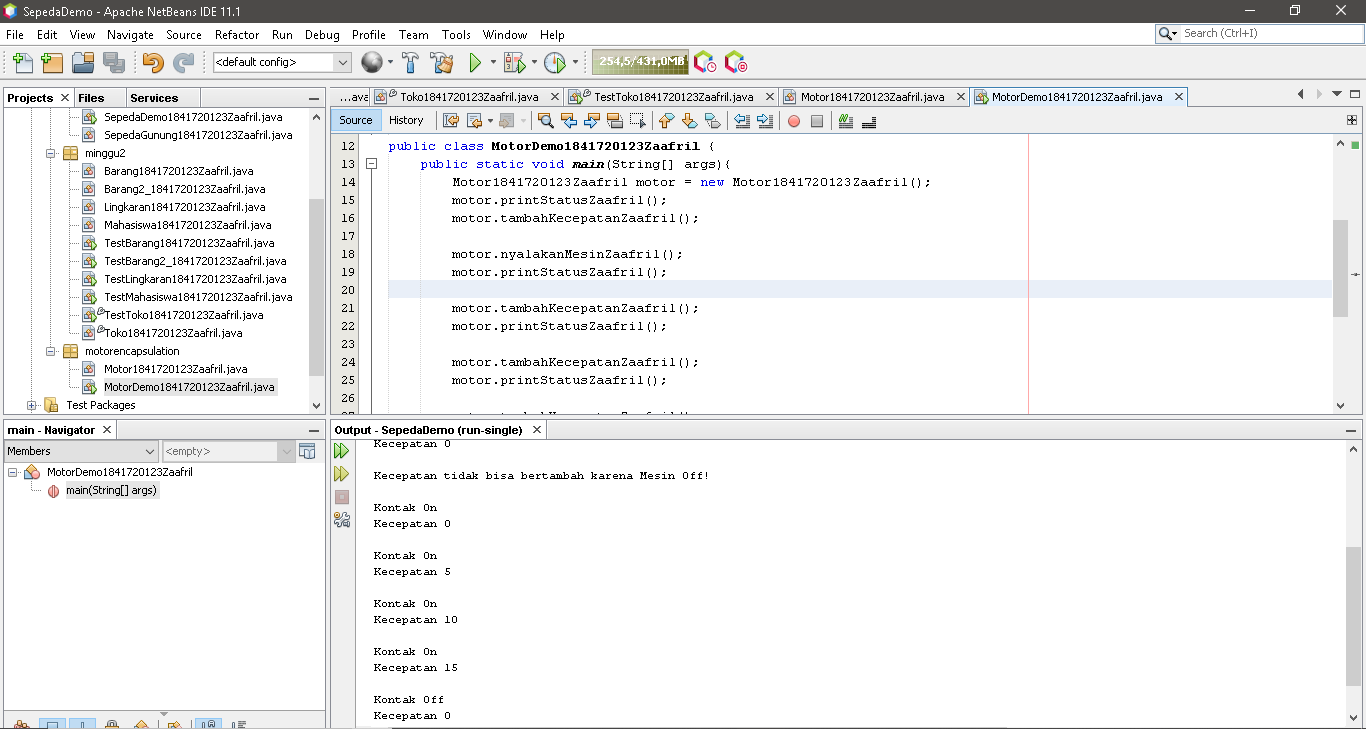 SepedaDemo - Apache NetBeans IDE 11.1
File Edit View Navigate Source Refactor Run Debug Profile Team Tools Window Help
Search (Ctrl+I)
<default config>
254,5/431,0MB
Projects Files Services
SepedaDemo1841720123Zaafril.java
SepedaGunung1841720123Zaafril.java
minggu2
Barang1841720123Zaafril.java
Barang2_1841720123Zaafril.java
Lingkaran1841720123Zaafril.java
Mahasiswa1841720123Zaafril.java
TestBarang1841720123Zaafril.java
TestBarang2_1841720123Zaafril.java
TestLingkaran1841720123Zaafril.java
TestMahasiswa1841720123Zaafril.java
TestToko1841720123Zaafril.java
Toko1841720123Zaafril.java
motorencapsulation
Motor1841720123Zaafril.java
MotorDemo1841720123Zaafril.java
Test Packages
...ava Toko1841720123Zaafril.java TestToko1841720123Zaafril.java Motor1841720123Zaafril.java MotorDemo1841720123Zaafril.java
Source History
12 public class MotorDemo1841720123Zaafril {
13 public static void main(String[] args){
14 Motor1841720123Zaafril motor = new Motor1841720123Zaafril();
15 motor.printStatusZaafril();
16 motor.tambahKecepatanZaafril();
17
18 motor.nyalakanMesinZaafril();
19 motor.printStatusZaafril();
20
21 motor.tambahKecepatanZaafril();
22 motor.printStatusZaafril();
23
24 motor.tambahKecepatanZaafril();
25 motor.printStatusZaafril();
26
main - Navigator
Members
<empty>
MotorDemo1841720123Zaafril
main(String[] args)
Output - SepedaDemo (run-single)
Kecepatan 0
Kecepatan tidak bisa bertambah karena Mesin Off!
Kontak On
Kecepatan 0
Kontak On
Kecepatan 5
Kontak On
Kecepatan 10
Kontak On
Kecepatan 15
Kontak Off
Kecepatan 0